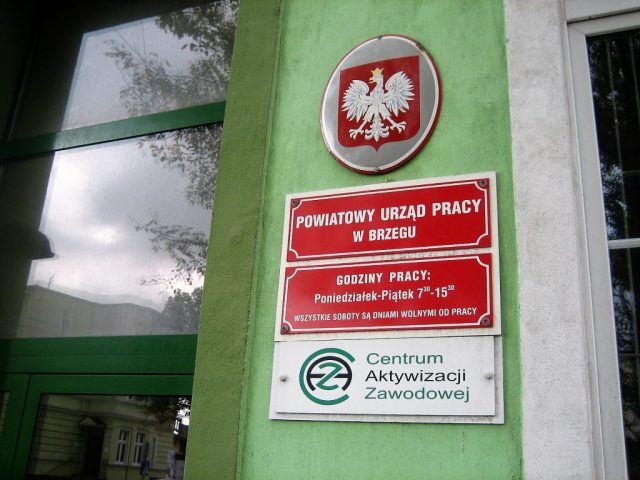 POWIATOWY URZĄD PRACY
W BRZEGU
GODZINY PRACY:
Poniedziałek-Piątek 7³⁰-15³⁰
WSZYSTKIE SOBOTY SĄ DNIAMI WOLNYMI OD PRACY
CAZ Centrum
Aktywizacji
Zawodowej